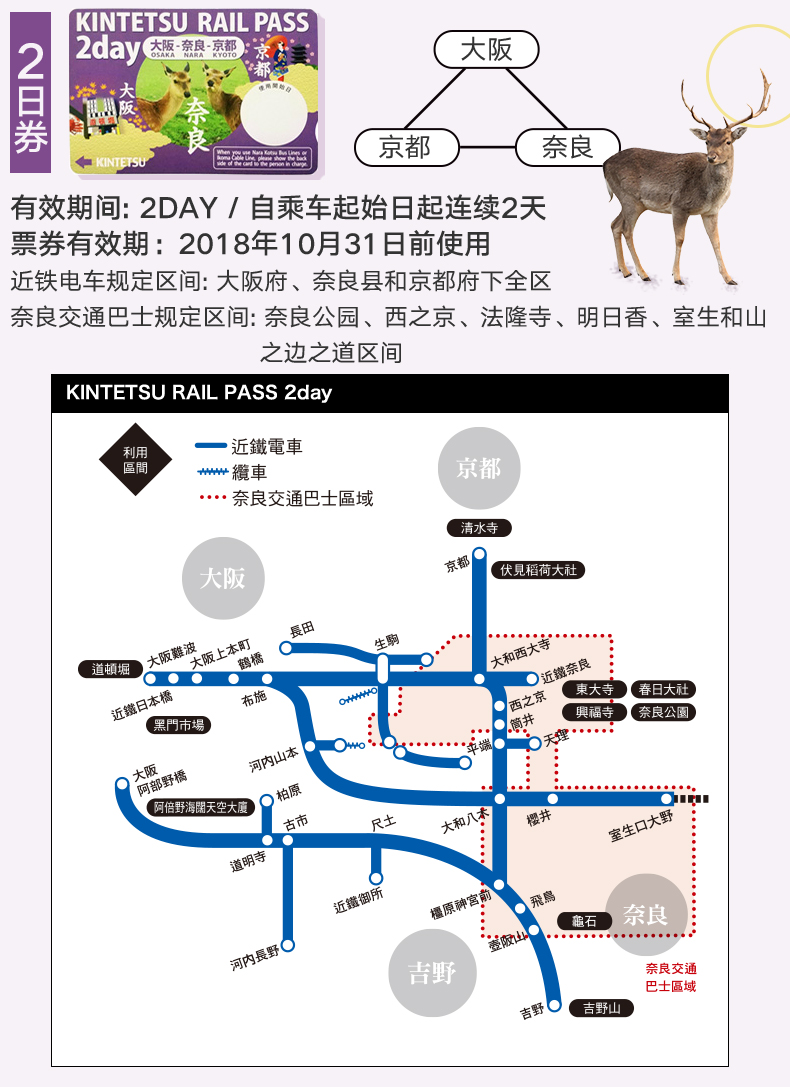 2日券
KINTETSU RAIL PASS
2day
大阪-奈良-京都
OSAKA NARA KYOTO
京都
大阪
奈良
使用開始日
KINTETSU
When you use Nara Kotsu Bus Lines or
Ikoma Cable Line, please show the back
side of the card to the person in charge.
大阪
京都
奈良
有效期间: 2DAY / 自乘车起始日起连续2天
票券有效期: 2018年10月31日前使用
近铁电车规定区间: 大阪府、奈良县和京都府下全区
奈良交通巴士规定区间: 奈良公园、西之京、法隆寺、明日香、室生和山
之边之道区间
KINTETSU RAIL PASS 2day
利用
區間
近鐵電車
纜車
奈良交通巴士區域
京都
清水寺
京都
伏見稻荷大社
大阪
長田
生駒
大和西大寺
道頓堀
大阪難波
大阪上本町
鶴橋
近鐵奈良
近鐵日本橋
布施
西之京
東大寺
春日大社
黑門市場
筒井
興福寺
奈良公園
河內山本
平端
天理
大阪
阿部野橋
柏原
阿倍野海闊天空大廈
古市
尺土
大和八木
櫻井
室生口大野
道明寺
近鐵御所
橿原神宮前
飛鳥
龜石
奈良
壺阪山
河內長野
吉野
奈良交通
巴士區域
吉野
吉野山